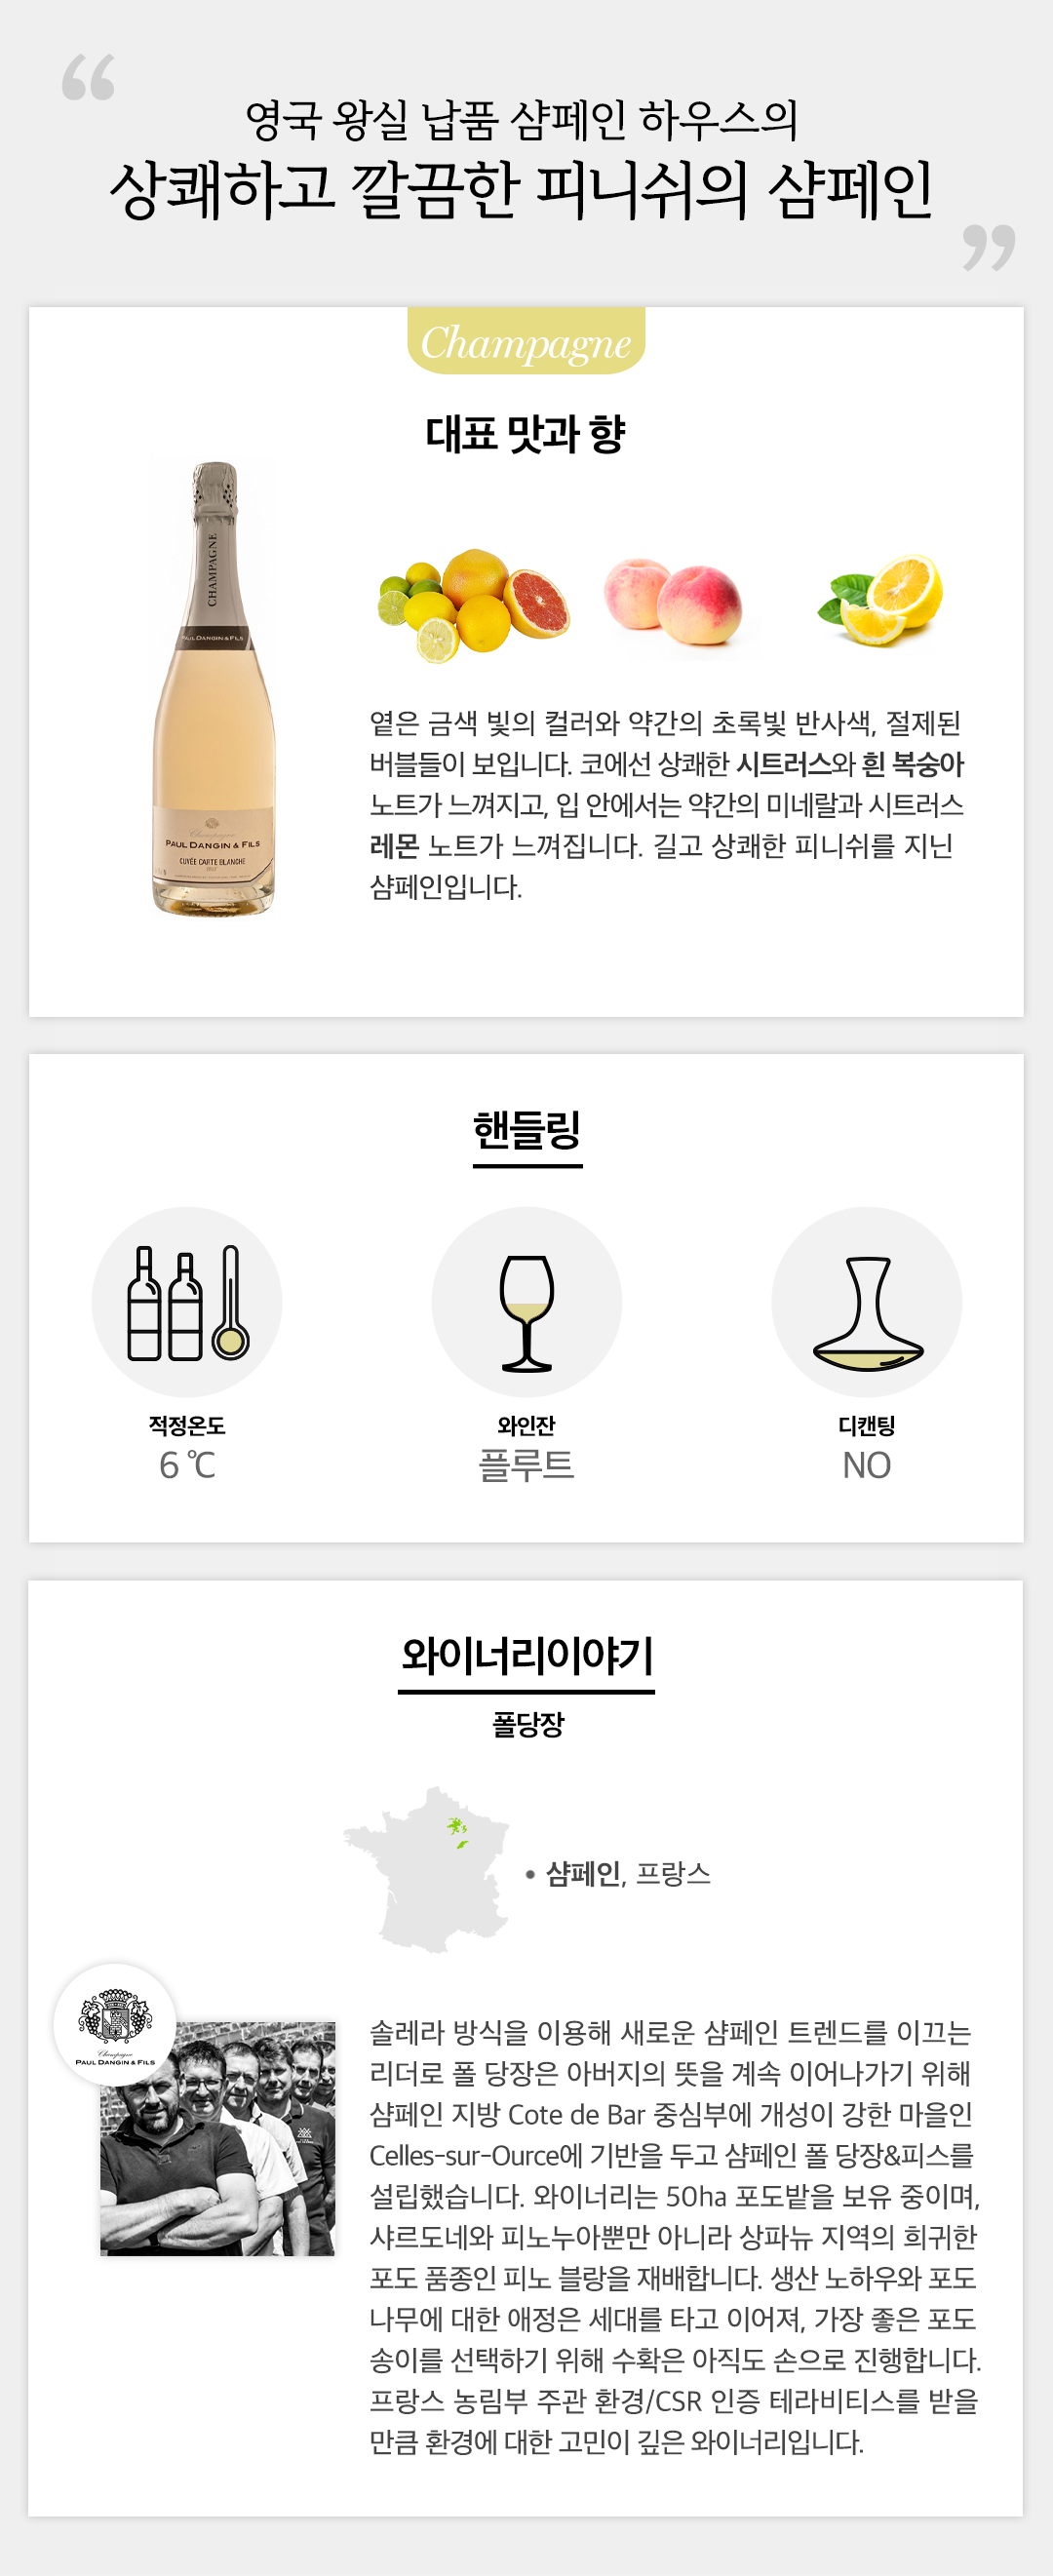 “
영국 왕실 납품 샴페인 하우스의
상쾌하고 깔끔한 피니쉬의 샴페인
”
Champagne
대표 맛과 향
CHAMPAGNE
PAUL DANGIN & FILS
Champagne
PAUL DANGIN & FILS
CUVÉE CARTE BLANCHE
옅은 금색 빛의 컬러와 약간의 초록빛 반사색, 절제된
버블들이 보입니다. 코에선 상쾌한 시트러스와 흰 복숭아
노트가 느껴지고, 입 안에서는 약간의 미네랄과 시트러스
레몬 노트가 느껴집니다. 길고 상쾌한 피니쉬를 지닌
샴페인입니다.
핸들링
적정온도
6 ℃
와인잔
플루트
디캔팅
NO
와이너리이야기
폴당장
• 샴페인, 프랑스
Champagne
PAUL DANGIN & FILS
솔레라 방식을 이용해 새로운 샴페인 트렌드를 이끄는
리더로 폴 당장은 아버지의 뜻을 계속 이어나가기 위해
샴페인 지방 Cote de Bar 중심부에 개성이 강한 마을인
Celles-sur-Ource에 기반을 두고 샴페인 폴 당장&피스를
설립했습니다. 와이너리는 50ha 포도밭을 보유 중이며,
샤르도네와 피노누아뿐만 아니라 상파뉴 지역의 희귀한
포도 품종인 피노 블랑을 재배합니다. 생산 노하우와 포도
나무에 대한 애정은 세대를 타고 이어져, 가장 좋은 포도
송이를 선택하기 위해 수확은 아직도 손으로 진행합니다.
프랑스 농림부 주관 환경/CSR 인증 테라비티스를 받을
만큼 환경에 대한 고민이 깊은 와이너리입니다.